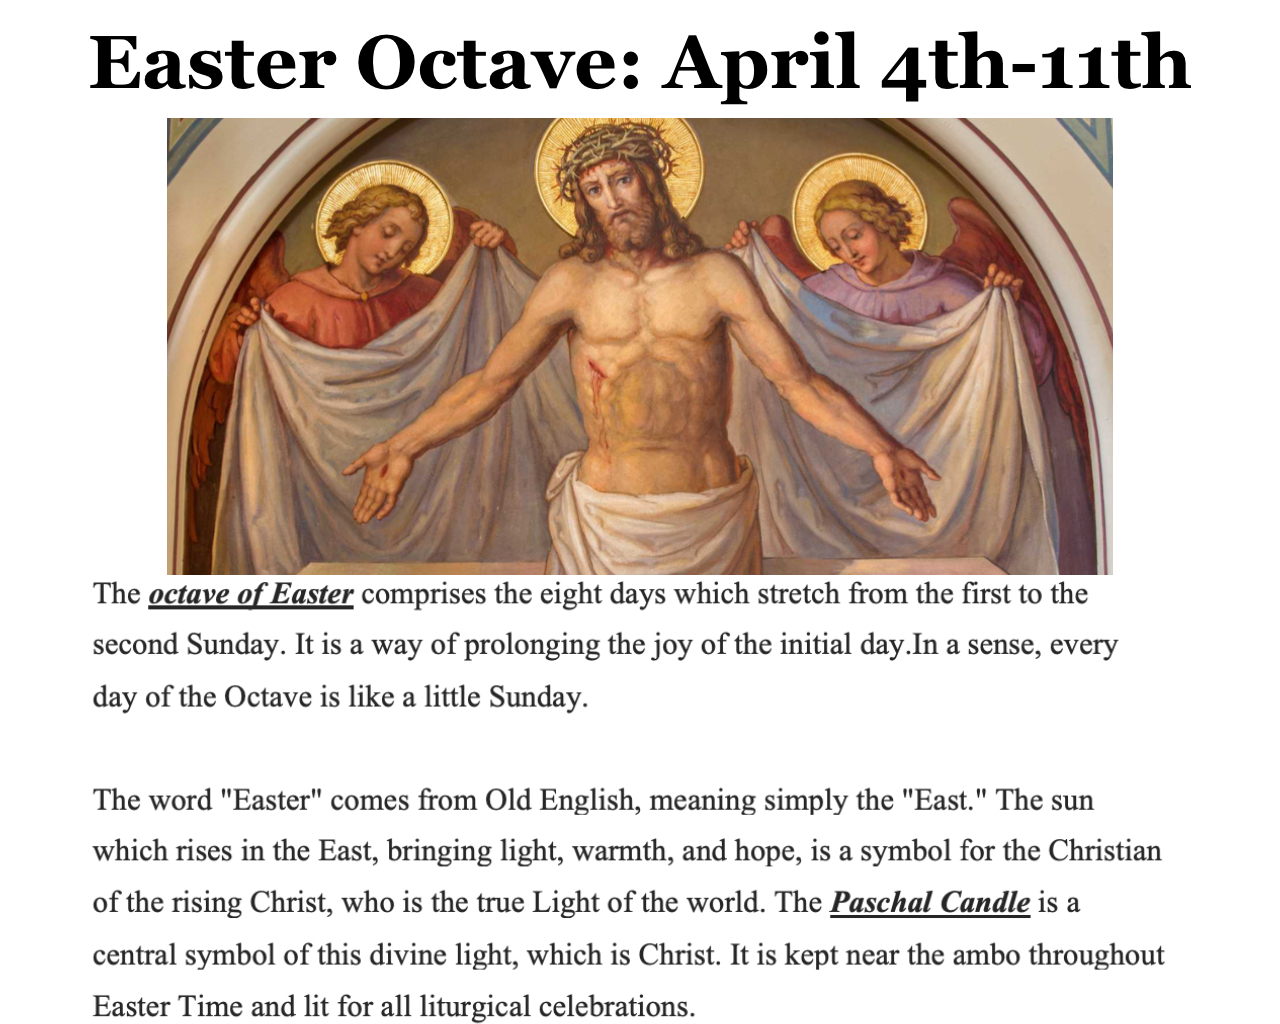 Easter Octave: April 4th-11th
The octave of Easter comprises the eight days which stretch from the first to the
second Sunday. It is a way of prolonging the joy of the initial day.In a sense, every
day of the Octave is like a little Sunday.
The word "Easter" comes from Old English, meaning simply the "East." The sun
which rises in the East, bringing light, warmth, and hope, is a symbol for the Christian
of the rising Christ, who is the true Light of the world. The Paschal Candle is a
central symbol of this divine light, which is Christ. It is kept near the ambo throughout
Easter Time and lit for all liturgical celebrations.